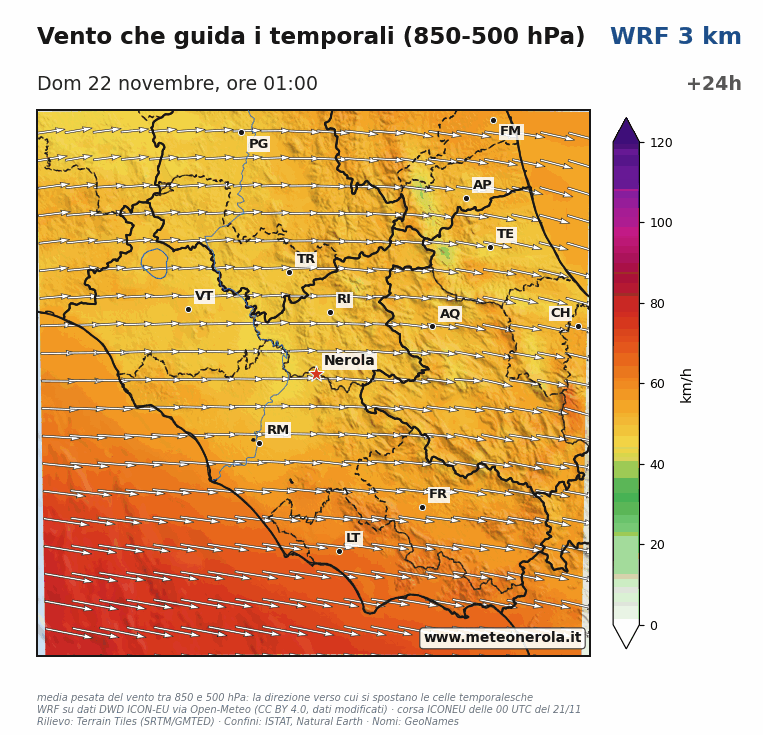 Vento che guida i temporali (850-500 hPa) WRF 3 km
Dom 22 novembre, ore 01:00 +24h
FM
PG
AP
TE
TR
VT
RI
AQ
CH
Nerola
RM
FR
LT
www.meteonerola.it
120
100
80
60
40
20
0
km/h
media pesata del vento tra 850 e 500 hPa: la direzione verso cui si spostano le celle temporalesche
WRF su dati DWD ICON-EU via Open-Meteo (CC BY 4.0, dati modificati) · corsa ICONEU delle 00 UTC del 21/11
Rilievo: Terrain Tiles (SRTM/GMTED) · Confini: ISTAT, Natural Earth · Nomi: GeoNames